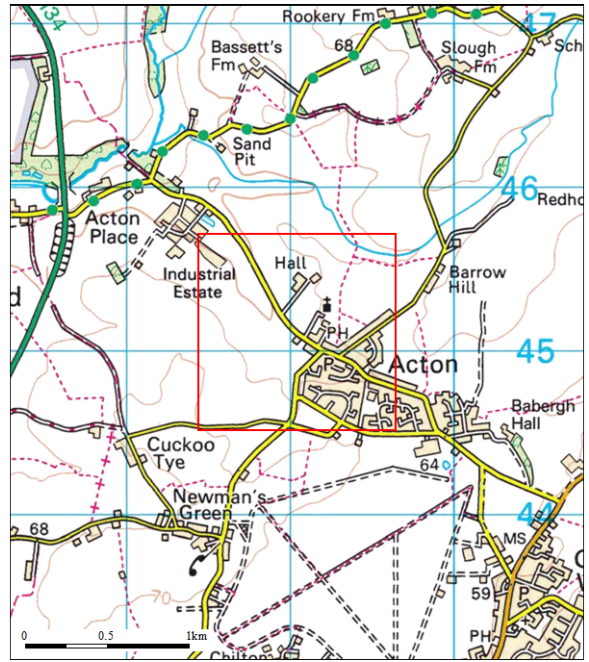 134
Rookery Fm
47
Sch
Bassett's
Fm
68
Slough
Fm
Sand
Pit
46
Redho
Acton
Place
Industrial
Estate
Hall
Barrow
Hill
d
PH
45
P
Acton
Babergh
Hall
Cuckoo
Tye
64
Newman's
Green
68
44
MS
C
59
P
70
0 0.5 1km
PH
Chilton